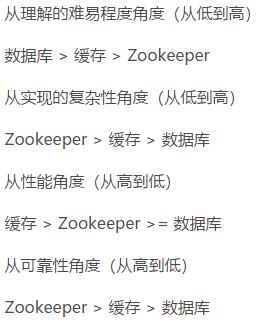 从理解的难易程度角度（从低到高）
数据库 > 缓存 > Zookeeper
从实现的复杂性角度（从低到高）
Zookeeper > 缓存 > 数据库
从性能角度（从高到低）
缓存 > Zookeeper >= 数据库
从可靠性角度（从高到低）
Zookeeper > 缓存 > 数据库